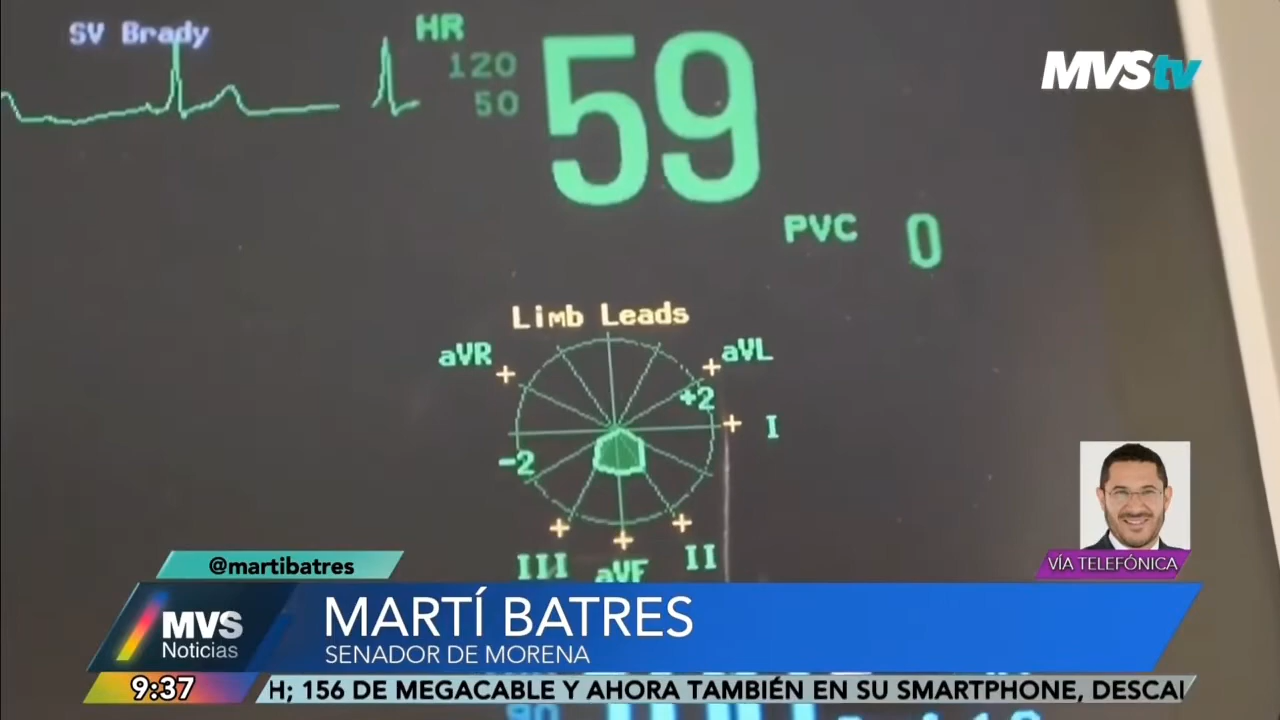 SV Brady
HR
120
50
59
MVStv
PVC 0
Limb Leads
aVR
aVL
+2
I
-2
III
aVF
II
@martibatres
VÍA TELEFÓNICA
MVS
Noticias
MARTÍ BATRES
SENADOR DE MORENA
9:37
H; 156 DE MEGACABLE Y AHORA TAMBIÉN EN SU SMARTPHONE, DESCAI